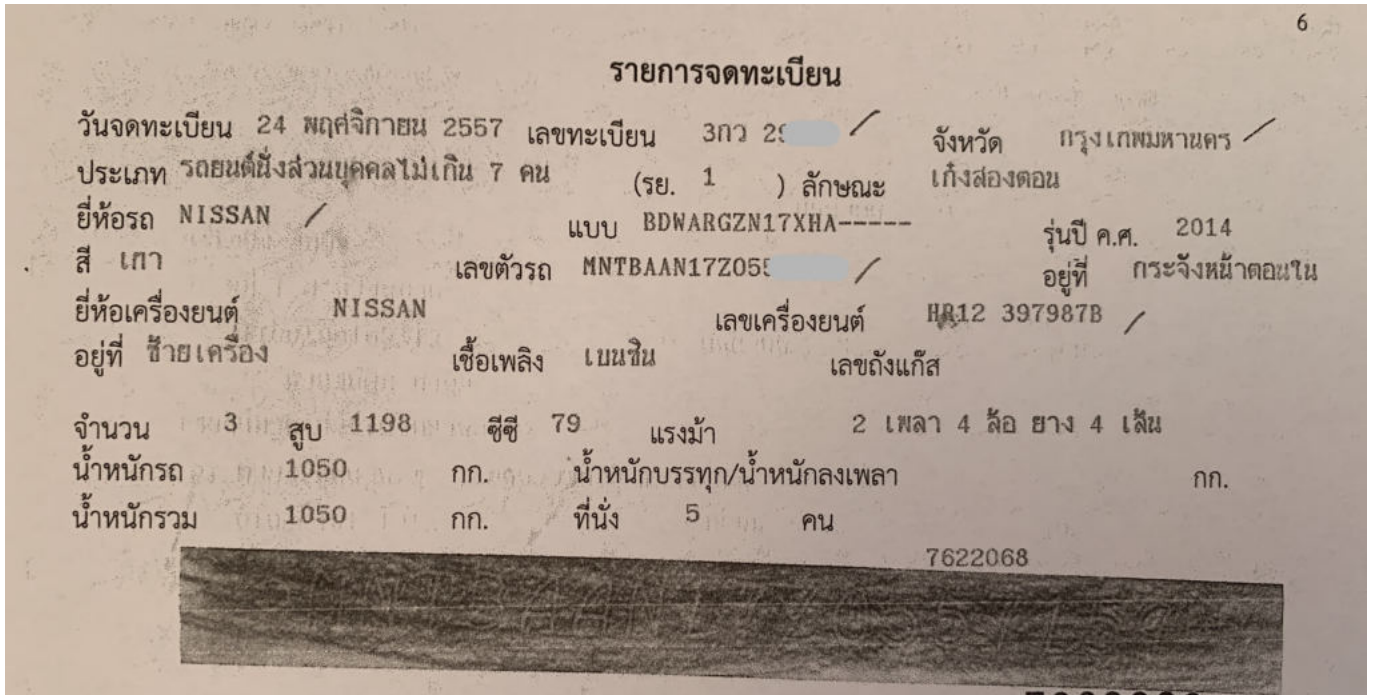 6
รายการจดทะเบียน
วันจดทะเบียน 24 พฤศจิกายน 2557 เลขทะเบียน 3กว 29 จังหวัด กรุงเทพมหานคร
ประเภท รถยนต์นั่งส่วนบุคคลไม่เกิน 7 คน (รย. 1 ) ลักษณะ เก๋งสองตอน
ยี่ห้อรถ NISSAN แบบ BDWARGZN17XHA----- รุ่นปี ค.ศ. 2014
สี เทา เลขตัวรถ MNTBAAN17Z055 อยู่ที่ กระจังหน้าตอนใน
ยี่ห้อเครื่องยนต์ NISSAN เลขเครื่องยนต์ HR12 397987B
อยู่ที่ ซ้ายเครื่อง เชื้อเพลิง เบนซิน เลขถังแก๊ส
จำนวน 3 สูบ 1198 ซีซี 79 แรงม้า 2 เพลา 4 ล้อ ยาง 4 เส้น
น้ำหนักรถ 1050 กก. น้ำหนักบรรทุก/น้ำหนักลงเพลา กก.
น้ำหนักรวม 1050 กก. ที่นั่ง 5 คน
7622068